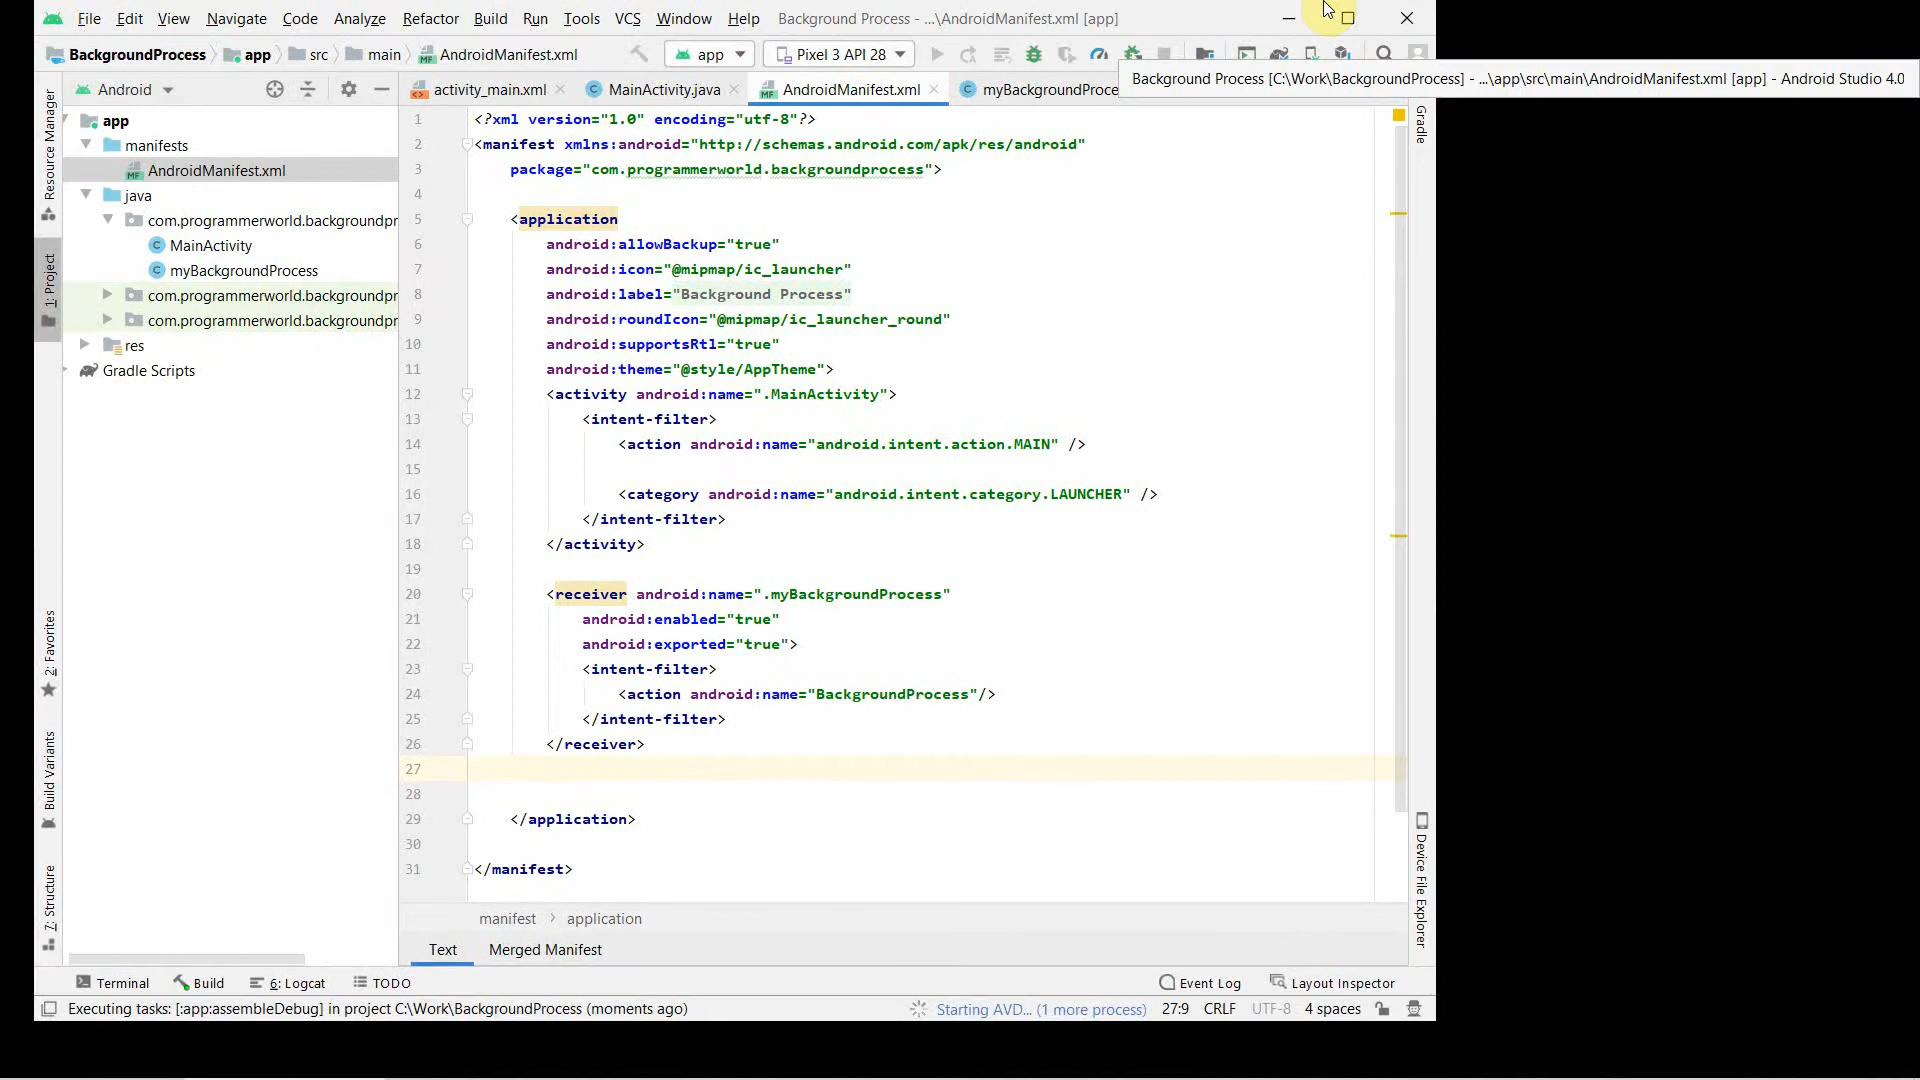 File Edit View Navigate Code Analyze Refactor Build Run Tools VCS Window Help Background Process - ...\AndroidManifest.xml [app]
BackgroundProcess app src main AndroidManifest.xml app Pixel 3 API 28
Background Process [C:\Work\BackgroundProcess] - ...\app\src\main\AndroidManifest.xml [app] - Android Studio 4.0
Android
activity_main.xml MainActivity.java AndroidManifest.xml myBackgroundProce
Resource Manager
1: Project
2: Favorites
Build Variants
7: Structure
app
manifests
AndroidManifest.xml
java
com.programmerworld.backgroundpr
MainActivity
myBackgroundProcess
com.programmerworld.backgroundpr
com.programmerworld.backgroundpr
res
Gradle Scripts
1 <?xml version="1.0" encoding="utf-8"?>
2 <manifest xmlns:android="http://schemas.android.com/apk/res/android"
3 package="com.programmerworld.backgroundprocess">
4
5 <application
6 android:allowBackup="true"
7 android:icon="@mipmap/ic_launcher"
8 android:label="Background Process"
9 android:roundIcon="@mipmap/ic_launcher_round"
10 android:supportsRtl="true"
11 android:theme="@style/AppTheme">
12 <activity android:name=".MainActivity">
13 <intent-filter>
14 <action android:name="android.intent.action.MAIN" />
15
16 <category android:name="android.intent.category.LAUNCHER" />
17 </intent-filter>
18 </activity>
19
20 <receiver android:name=".myBackgroundProcess"
21 android:enabled="true"
22 android:exported="true">
23 <intent-filter>
24 <action android:name="BackgroundProcess"/>
25 </intent-filter>
26 </receiver>
27
28
29 </application>
30
31 </manifest>
Gradle
Device File Explorer
manifest application
Text Merged Manifest
Terminal Build 6: Logcat TODO Event Log Layout Inspector
Executing tasks: [:app:assembleDebug] in project C:\Work\BackgroundProcess (moments ago) Starting AVD... (1 more process) 27:9 CRLF UTF-8 4 spaces